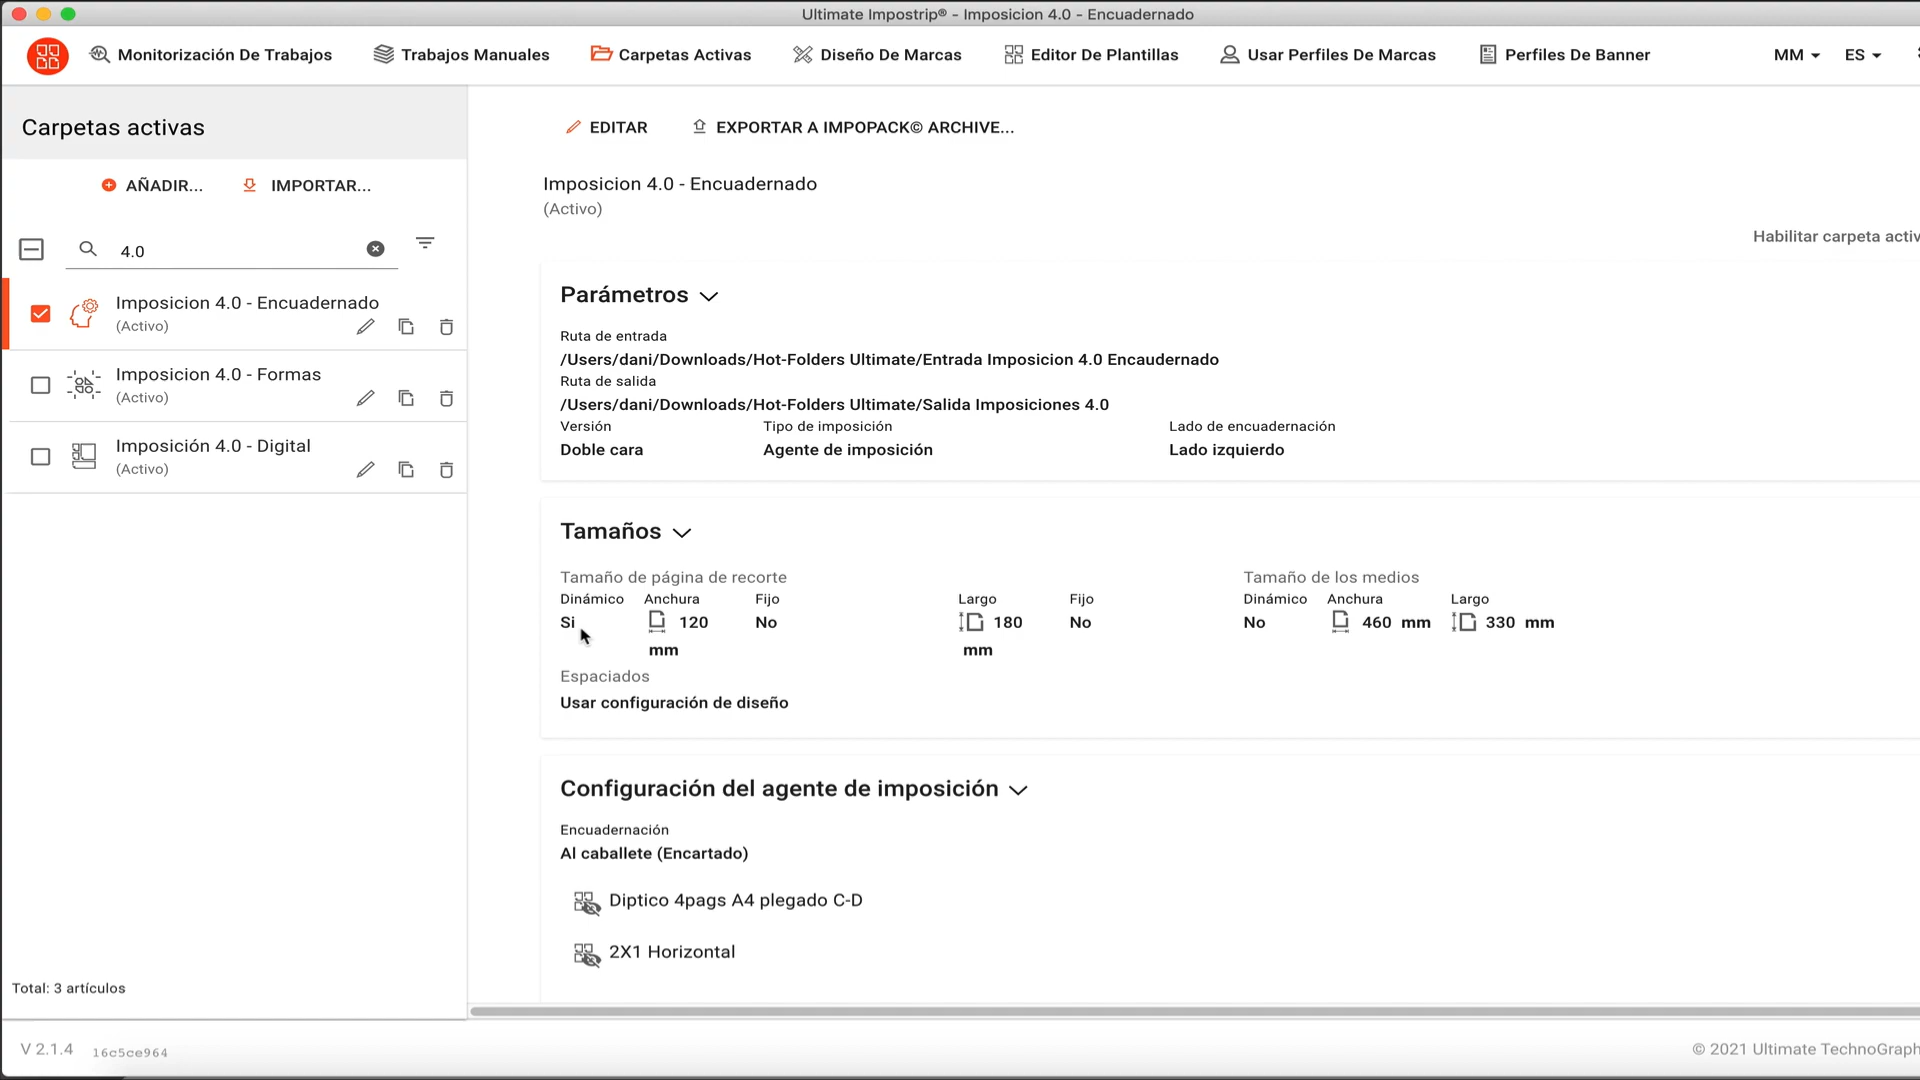 Ultimate Impostrip® - Imposicion 4.0 - Encuadernado
Monitorización De Trabajos
Trabajos Manuales
Carpetas Activas
Diseño De Marcas
Editor De Plantillas
Usar Perfiles De Marcas
Perfiles De Banner
MM
ES
Carpetas activas
AÑADIR...
IMPORTAR...
4.0
Imposicion 4.0 - Encuadernado
(Activo)
Imposicion 4.0 - Formas
(Activo)
Imposición 4.0 - Digital
(Activo)
Total: 3 artículos
EDITAR
EXPORTAR A IMPOPACK© ARCHIVE...
Imposicion 4.0 - Encuadernado
(Activo)
Habilitar carpeta activ
Parámetros
Ruta de entrada
/Users/dani/Downloads/Hot-Folders Ultimate/Entrada Imposicion 4.0 Encaudernado
Ruta de salida
/Users/dani/Downloads/Hot-Folders Ultimate/Salida Imposiciones 4.0
Versión Tipo de imposición Lado de encuadernación
Doble cara Agente de imposición Lado izquierdo
Tamaños
Tamaño de página de recorte Tamaño de los medios
Dinámico Anchura Fijo Largo Fijo Dinámico Anchura Largo
Si 120 No 180 No No 460 mm 330 mm
mm mm
Espaciados
Usar configuración de diseño
Configuración del agente de imposición
Encuadernación
Al caballete (Encartado)
Diptico 4pags A4 plegado C-D
2X1 Horizontal
V 2.1.4 16c5ce964
© 2021 Ultimate TechnoGraph